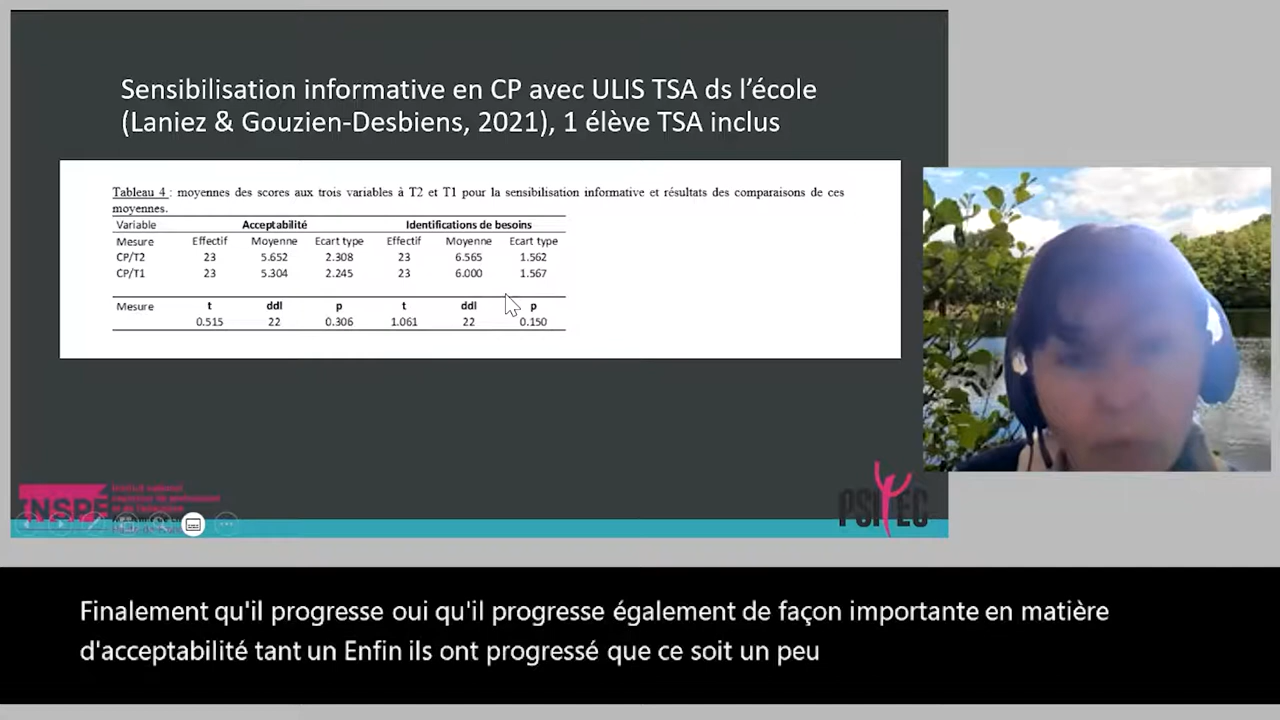 Sensibilisation informative en CP avec ULIS TSA ds l'école
(Laniez & Gouzien-Desbiens, 2021), 1 élève TSA inclus
Tableau 4 : moyennes des scores aux trois variables à T2 et T1 pour la sensibilisation informative et résultats des comparaisons de ces
moyennes.
Variable Acceptabilité Identifications de besoins
Mesure Effectif Moyenne Ecart type Effectif Moyenne Ecart type
CP/T2 23 5.652 2.308 23 6.565 1.562
CP/T1 23 5.304 2.245 23 6.000 1.567
Mesure t ddl p t ddl p
0.515 22 0.306 1.061 22 0.150
INSPÉ
PSITEC
Finalement qu'il progresse oui qu'il progresse également de façon importante en matière
d'acceptabilité tant un Enfin ils ont progressé que ce soit un peu